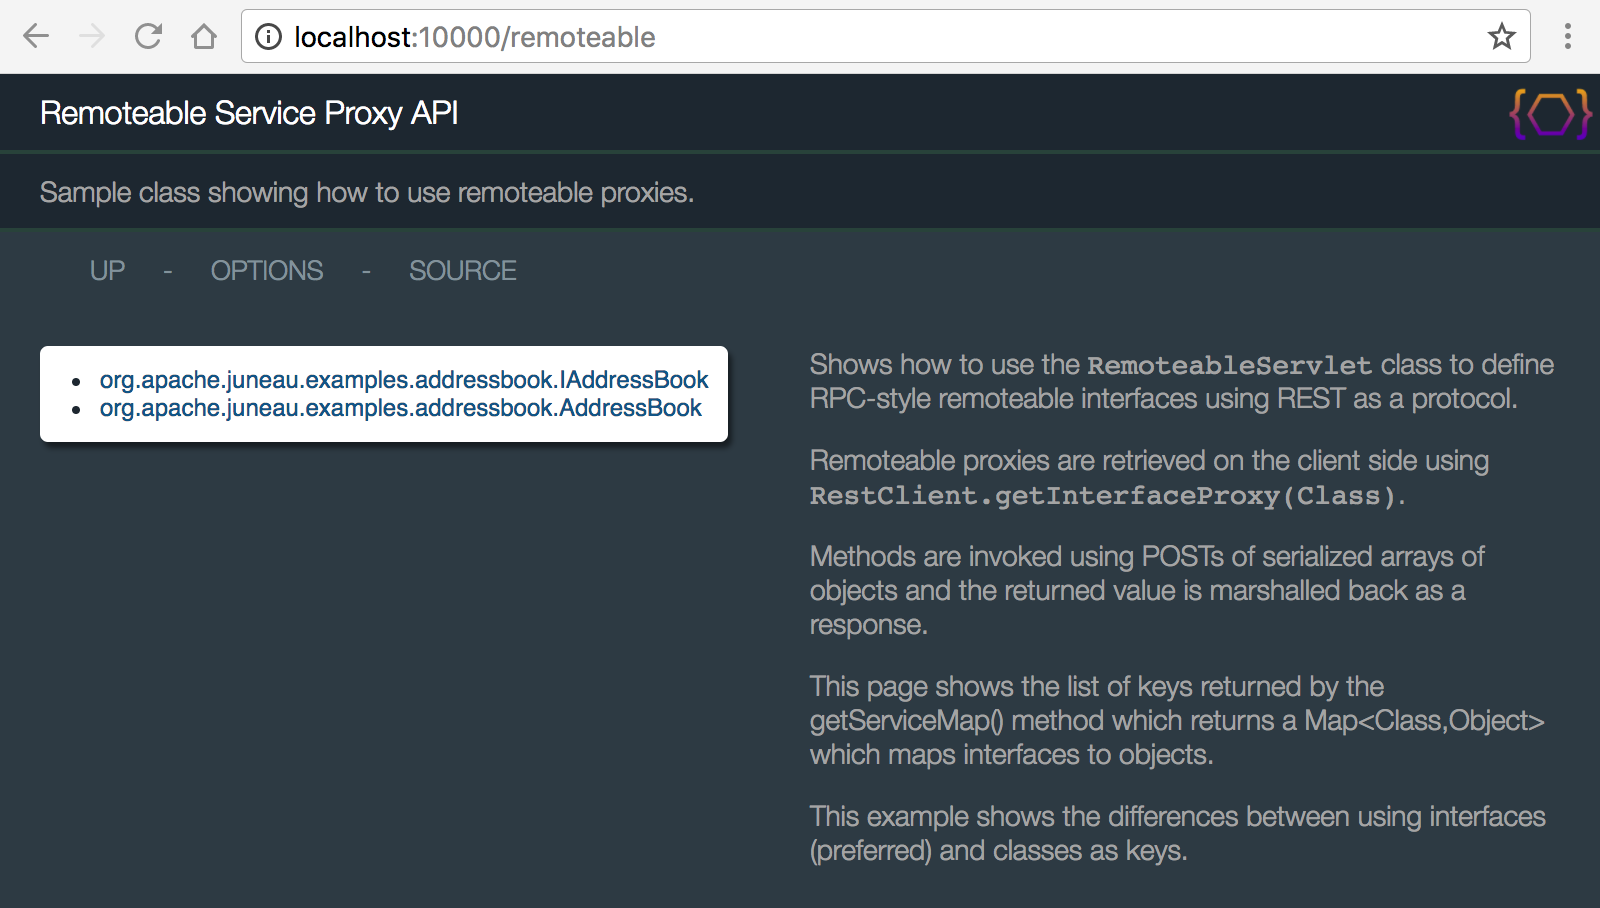 localhost:10000/remoteable
Remoteable Service Proxy API
Sample class showing how to use remoteable proxies.
UP - OPTIONS - SOURCE
• org.apache.juneau.examples.addressbook.IAddressBook
• org.apache.juneau.examples.addressbook.AddressBook
Shows how to use the RemoteableServlet class to define
RPC-style remoteable interfaces using REST as a protocol.
Remoteable proxies are retrieved on the client side using
RestClient.getInterfaceProxy(Class).
Methods are invoked using POSTs of serialized arrays of
objects and the returned value is marshalled back as a
response.
This page shows the list of keys returned by the
getServiceMap() method which returns a Map<Class,Object>
which maps interfaces to objects.
This example shows the differences between using interfaces
(preferred) and classes as keys.